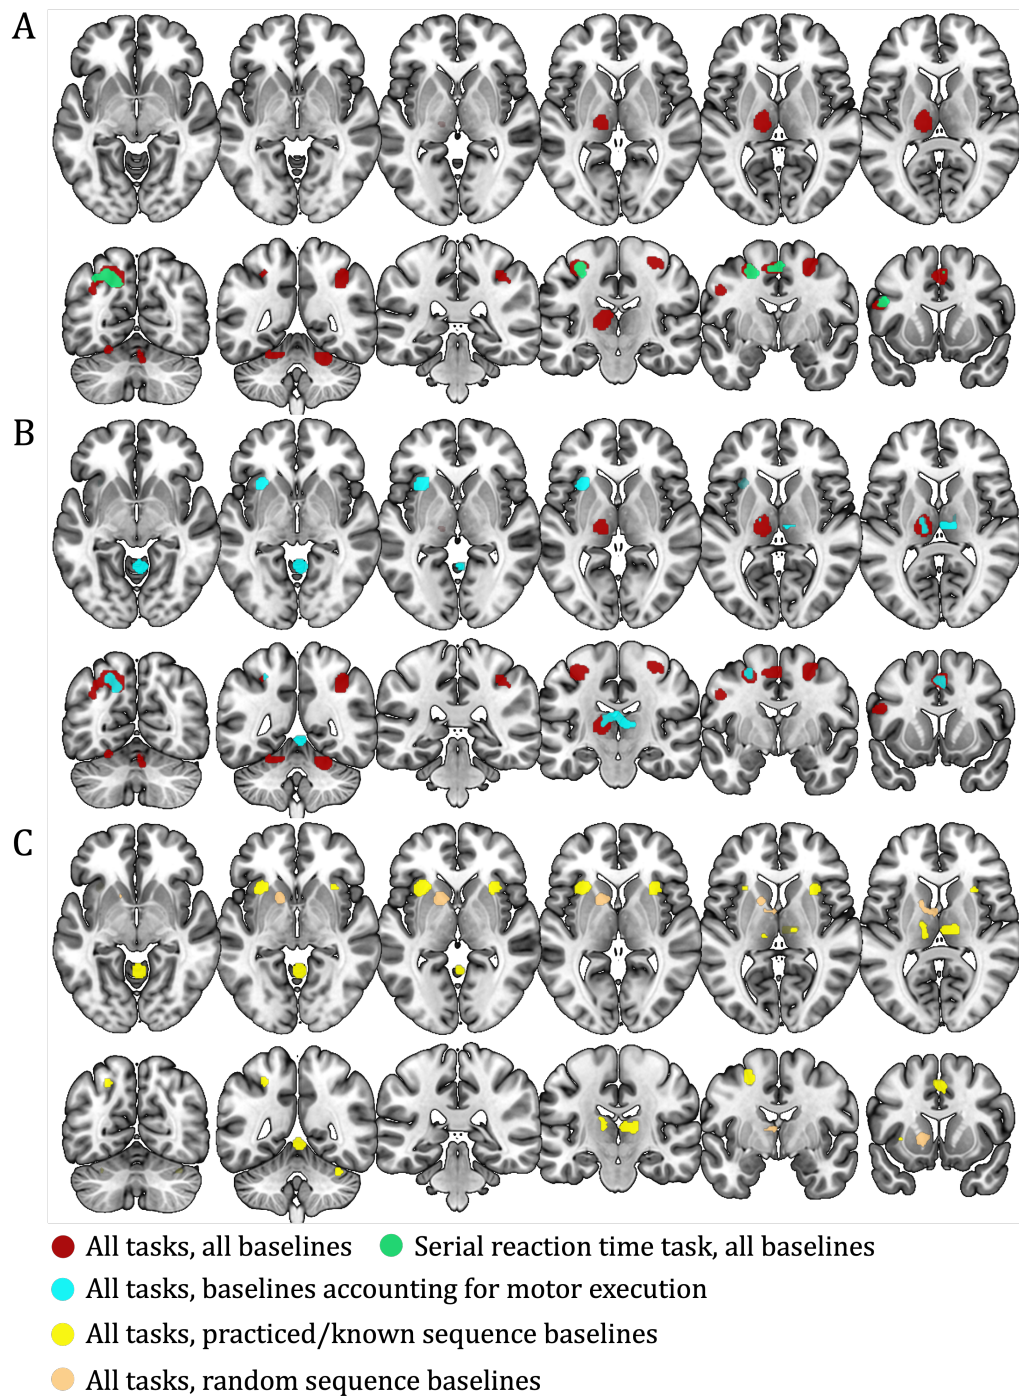 A
B
C
All tasks, all baselines
Serial reaction time task, all baselines
All tasks, baselines accounting for motor execution
All tasks, practiced/known sequence baselines
All tasks, random sequence baselines